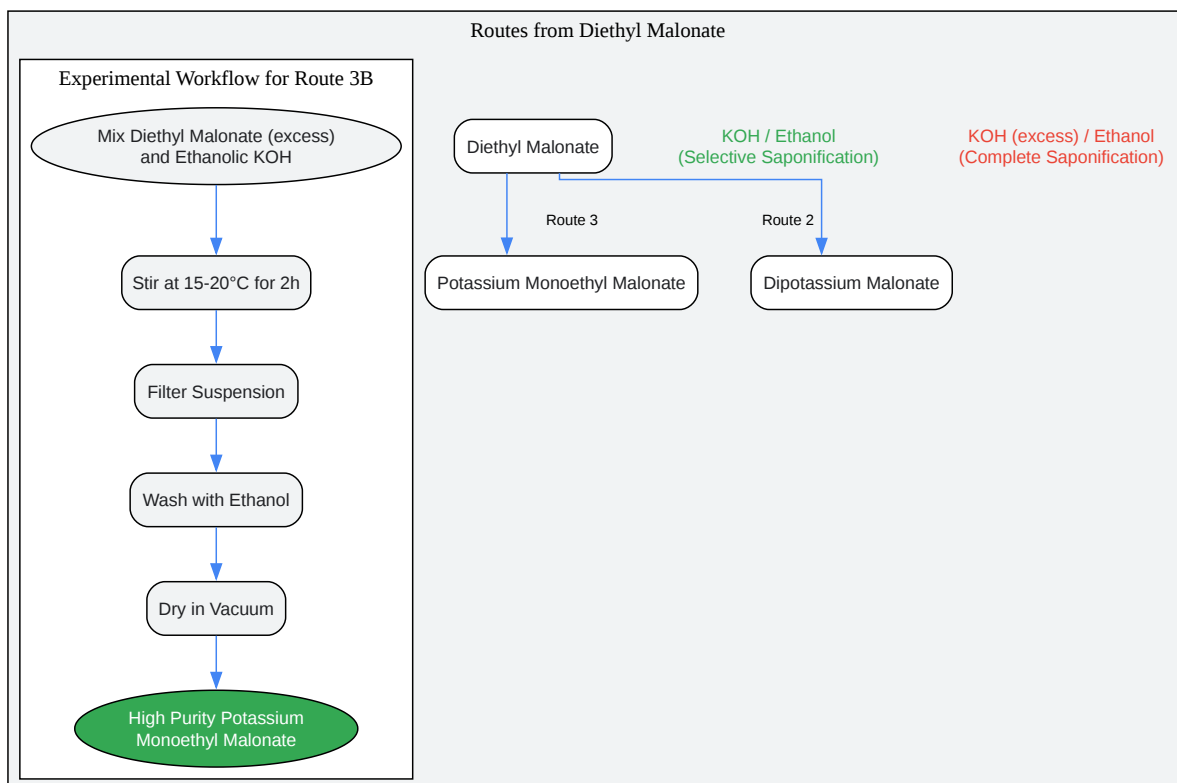 Routes from Diethyl Malonate
Experimental Workflow for Route 3B
Mix Diethyl Malonate (excess)
and Ethanolic KOH
Stir at 15-20°C for 2h
Filter Suspension
Wash with Ethanol
Dry in Vacuum
High Purity Potassium
Monoethyl Malonate
Diethyl Malonate
KOH / Ethanol
(Selective Saponification)
KOH (excess) / Ethanol
(Complete Saponification)
Route 3
Route 2
Potassium Monoethyl Malonate
Dipotassium Malonate